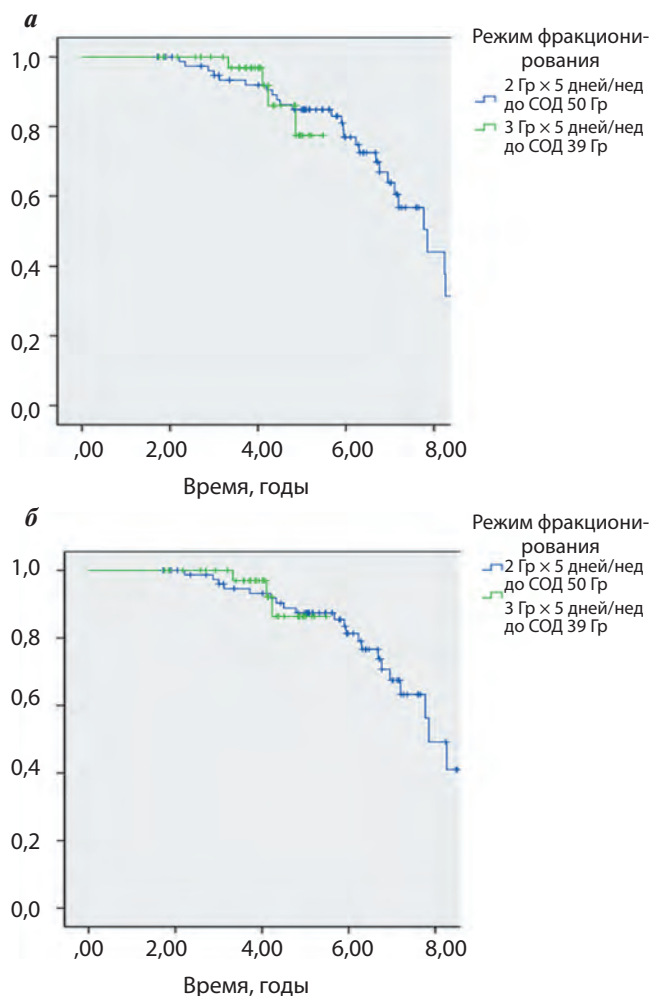 а
Режим фракциони-
рования
2 Гр × 5 дней/нед
до СОД 50 Гр
3 Гр × 5 дней/нед
до СОД 39 Гр
1,0
0,8
0,6
0,4
0,2
0,0
,00 2,00 4,00 6,00 8,00
Время, годы
б
Режим фракциони-
рования
2 Гр × 5 дней/нед
до СОД 50 Гр
3 Гр × 5 дней/нед
до СОД 39 Гр
1,0
0,8
0,6
0,4
0,2
0,0
,00 2,00 4,00 6,00 8,00
Время, годы